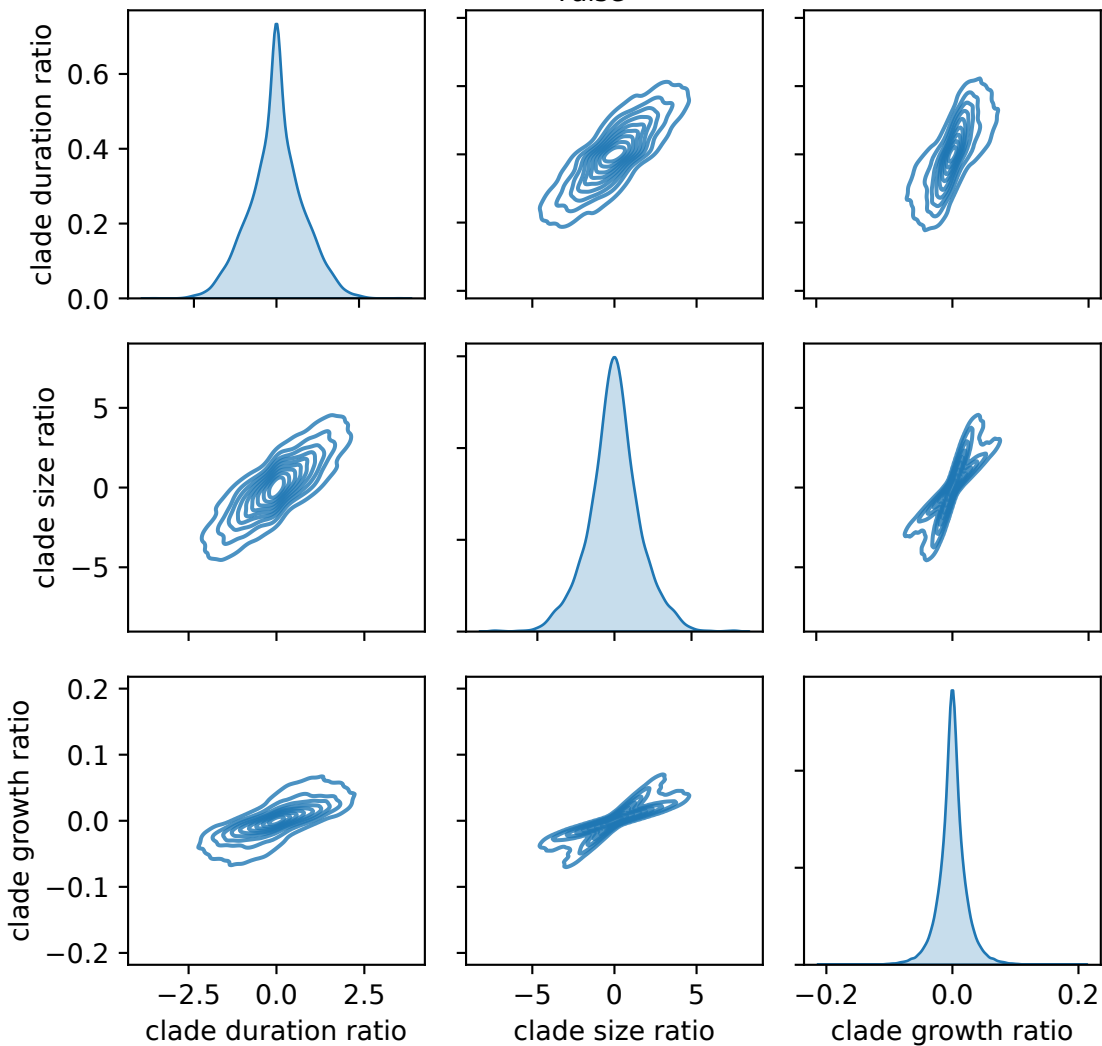 clade duration ratio
0.6
0.4
0.2
0.0
clade size ratio
5
0
−5
clade growth ratio
0.2
0.1
0.0
−0.1
−0.2
−2.5 0.0 2.5
−5 0 5
−0.2 0.0 0.2
clade duration ratio
clade size ratio
clade growth ratio